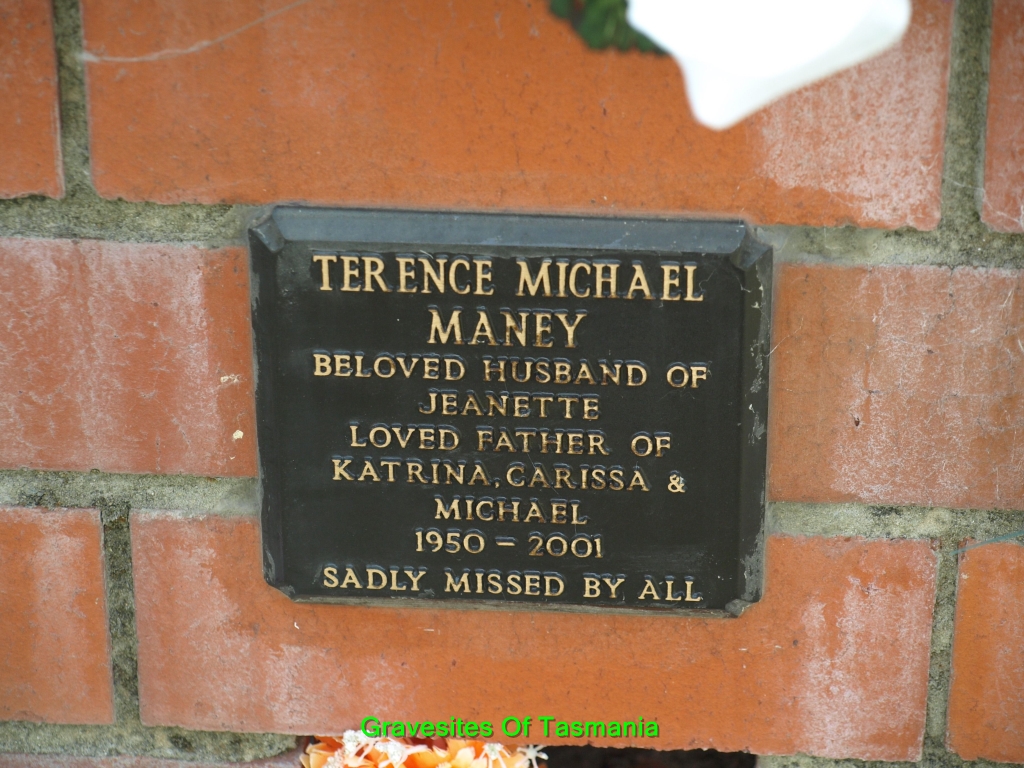 TERENCE MICHAEL
MANEY
BELOVED HUSBAND OF
JEANETTE
LOVED FATHER OF
KATRINA, CARISSA &
MICHAEL
1950 - 2001
SADLY MISSED BY ALL
Gravesites Of Tasmania